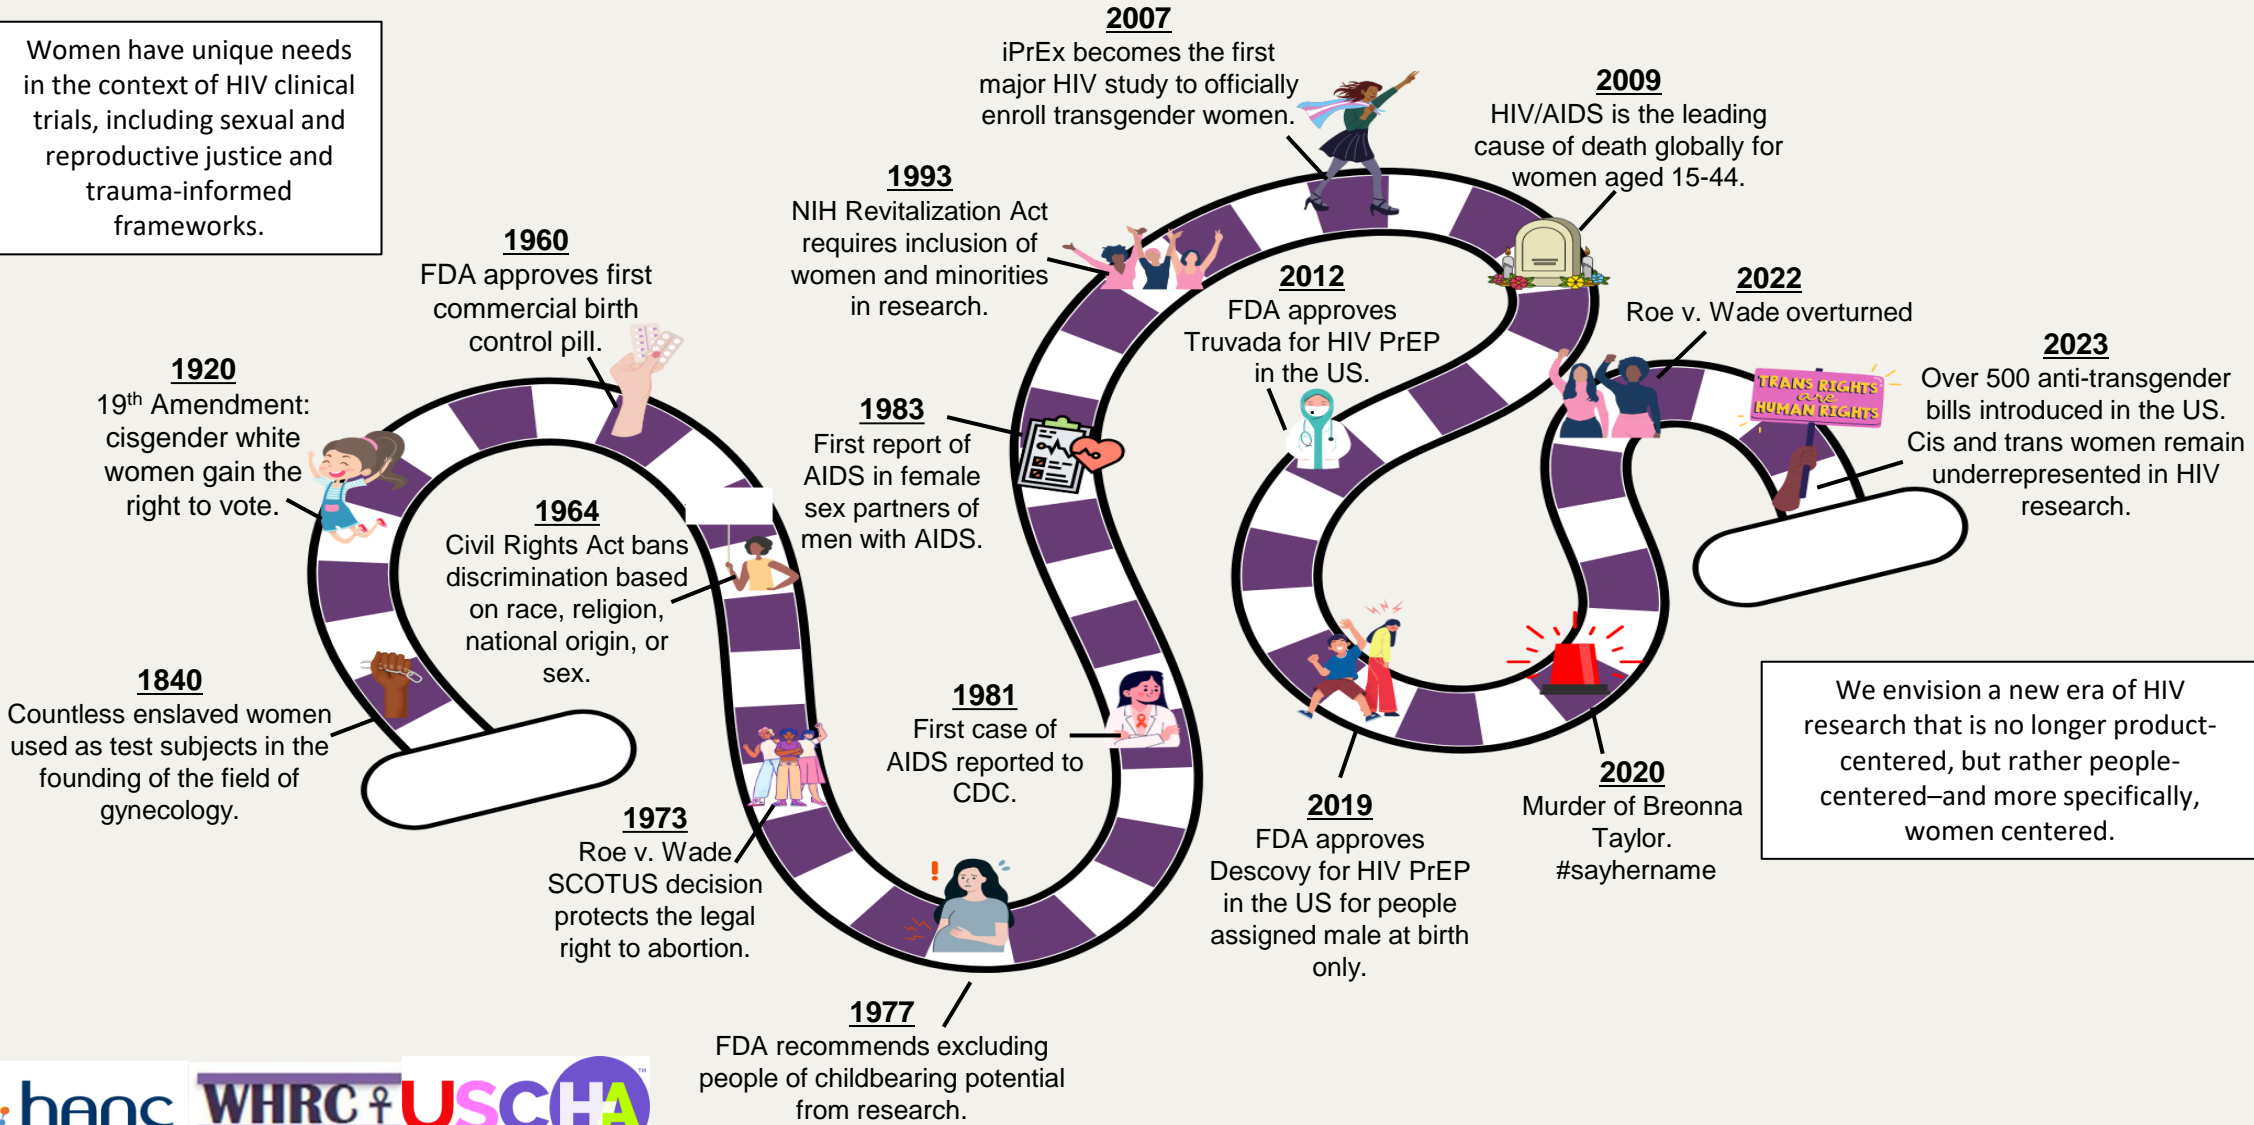 Women have unique needs
in the context of HIV clinical
trials, including sexual and
reproductive justice and
trauma-informed
frameworks.
1840
Countless enslaved women
used as test subjects in the
founding of the field of
gynecology.
1920
19th Amendment:
cisgender white
women gain the
right to vote.
1960
FDA approves first
commercial birth
control pill.
1964
Civil Rights Act bans
discrimination based
on race, religion,
national origin, or
sex.
1973
Roe v. Wade
SCOTUS decision
protects the legal
right to abortion.
1977
FDA recommends excluding
people of childbearing potential
from research.
1981
First case of
AIDS reported to
CDC.
1983
First report of
AIDS in female
sex partners of
men with AIDS.
1993
NIH Revitalization Act
requires inclusion of
women and minorities
in research.
2007
iPrEx becomes the first
major HIV study to officially
enroll transgender women.
2009
HIV/AIDS is the leading
cause of death globally for
women aged 15-44.
2012
FDA approves
Truvada for HIV PrEP
in the US.
2019
FDA approves
Descovy for HIV PrEP
in the US for people
assigned male at birth
only.
2020
Murder of Breonna
Taylor.
#sayhername
2022
Roe v. Wade overturned
TRANS RIGHTS
are
HUMAN RIGHTS
2023
Over 500 anti-transgender
bills introduced in the US.
Cis and trans women remain
underrepresented in HIV
research.
We envision a new era of HIV
research that is no longer product-
centered, but rather people-
centered–and more specifically,
women centered.
hanc
WHRC
USCHA™